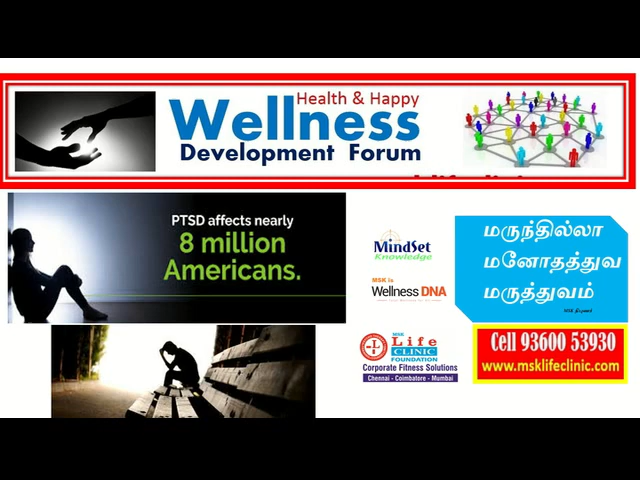 Health & Happy
Wellness
Development Forum
PTSD affects nearly
8 million
Americans.
MindSet
Knowledge
MSK is
Wellness DNA
மருந்தில்லா
மனோதத்துவ
மருத்துவம்
MSK
Life
CLINIC
FOUNDATION
Corporate Fitness Solutions
Chennai - Coimbatore - Mumbai
Cell 93600 53930
www.msklifeclinic.com